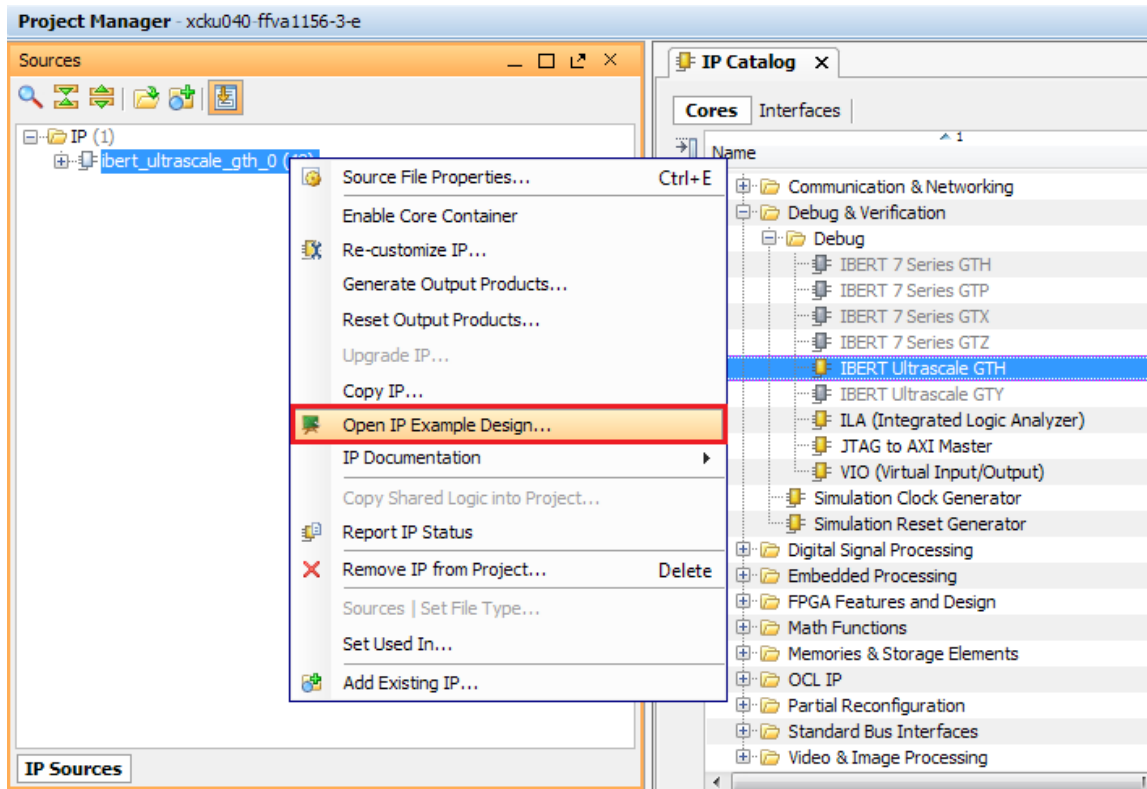 Project Manager - xcku040-ffva1156-3-e
Sources
IP (1)
ibert_ultrascale_gth_0
Source File Properties... Ctrl+E
Enable Core Container
Re-customize IP...
Generate Output Products...
Reset Output Products...
Upgrade IP...
Copy IP...
Open IP Example Design...
IP Documentation
Copy Shared Logic into Project...
Report IP Status
Remove IP from Project... Delete
Sources | Set File Type...
Set Used In...
Add Existing IP...
IP Sources
IP Catalog
Cores Interfaces
Name 1
Communication & Networking
Debug & Verification
Debug
IBERT 7 Series GTH
IBERT 7 Series GTP
IBERT 7 Series GTX
IBERT 7 Series GTZ
IBERT Ultrascale GTH
IBERT Ultrascale GTY
ILA (Integrated Logic Analyzer)
JTAG to AXI Master
VIO (Virtual Input/Output)
Simulation Clock Generator
Simulation Reset Generator
Digital Signal Processing
Embedded Processing
FPGA Features and Design
Math Functions
Memories & Storage Elements
OCL IP
Partial Reconfiguration
Standard Bus Interfaces
Video & Image Processing